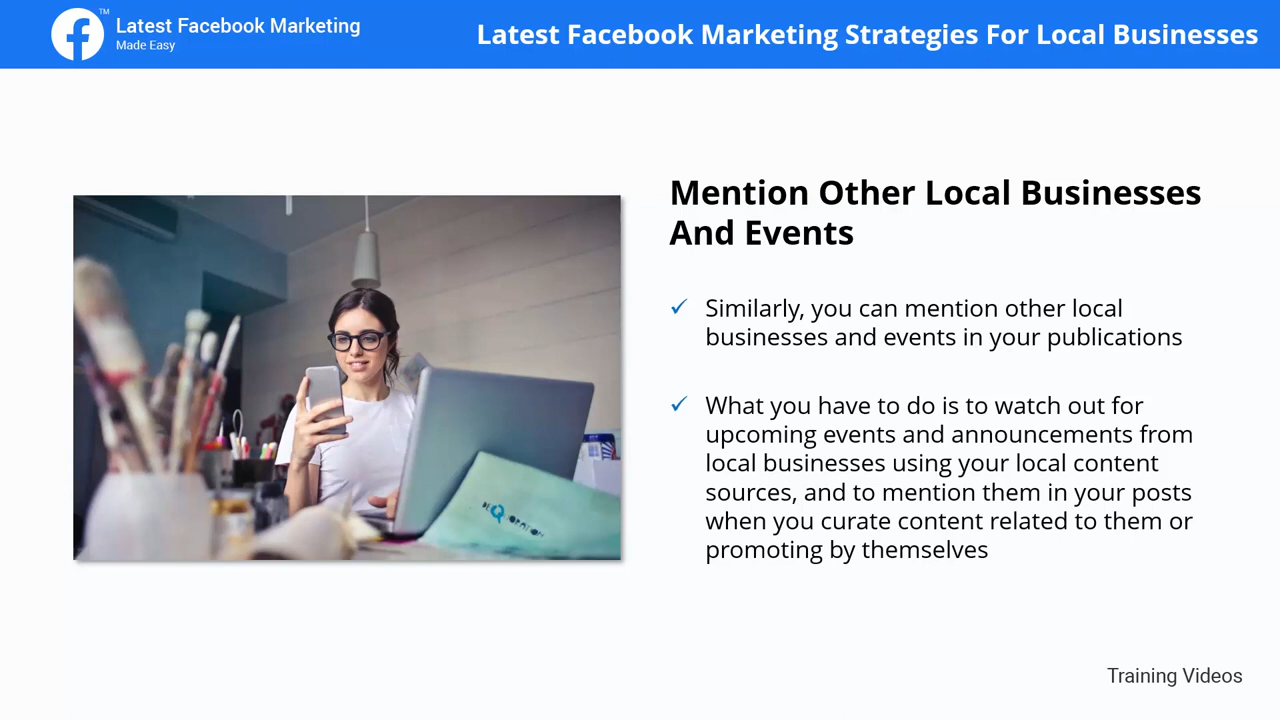 TM
Latest Facebook Marketing
Made Easy
Latest Facebook Marketing Strategies For Local Businesses
Mention Other Local Businesses
And Events
Similarly, you can mention other local
businesses and events in your publications
What you have to do is to watch out for
upcoming events and announcements from
local businesses using your local content
sources, and to mention them in your posts
when you curate content related to them or
promoting by themselves
Training Videos